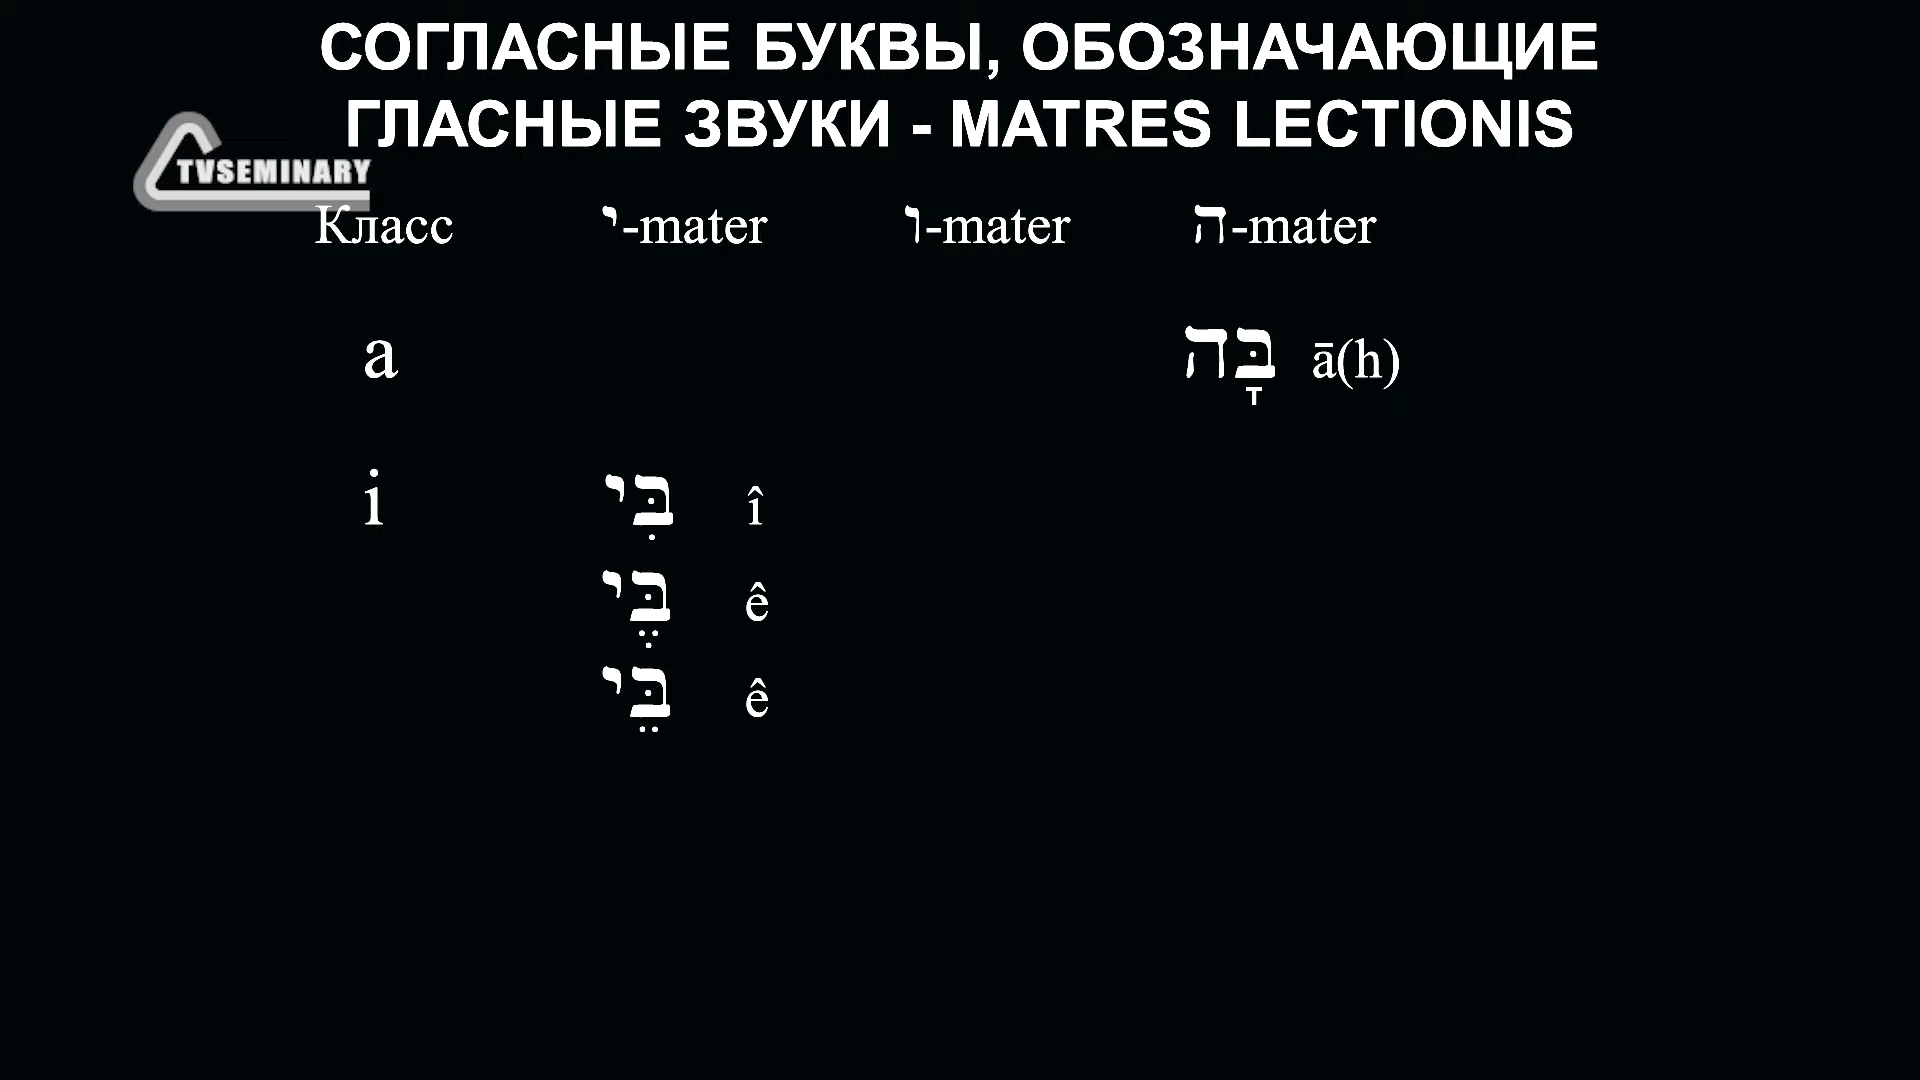 СОГЛАСНЫЕ БУКВЫ, ОБОЗНАЧАЮЩИЕ
ГЛАСНЫЕ ЗВУКИ - MATRES LECTIONIS
TVSEMINARY
Класс י-mater ו-mater ה-mater
a בָּה ā(h)
i בִּי î
בֶּי ê
בֵּי ê